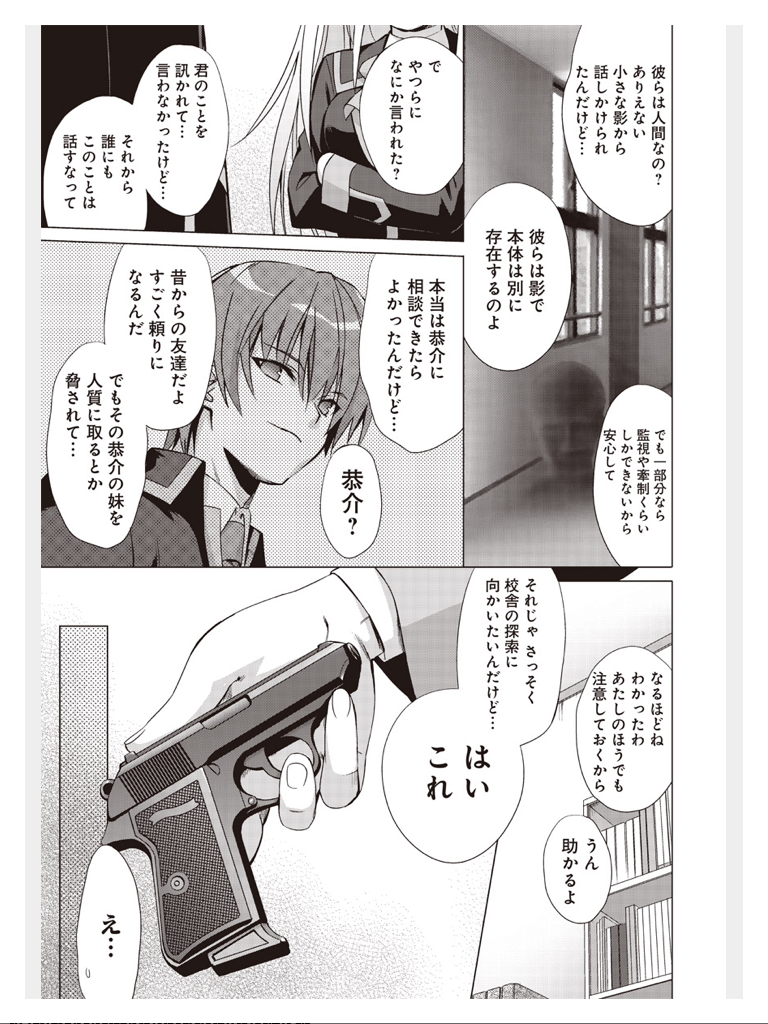 彼らは人間なの？
ありえない
小さな影から
話しかけられ
たんだけど…
彼らは影で
本体は別に
存在するのよ
でも一部分なら
監視や牽制くらい
しかできないから
安心して
で
やつらに
なにか言われた？
君のことを
訊かれて…
言わなかったけど…
それから
誰にも
このことは
話すなって
本当は恭介に
相談できたら
よかったんだけど…
恭介？
昔からの友達だよ
すごく頼りに
なるんだ
でもその恭介の妹を
人質に取るとか
脅されて…
なるほどね
わかったわ
あたしのほうでも
注意しておくから
うん
助かるよ
それじゃ さっそく
校舎の探索に
向かいたいんだけど…
はい
これ
え…